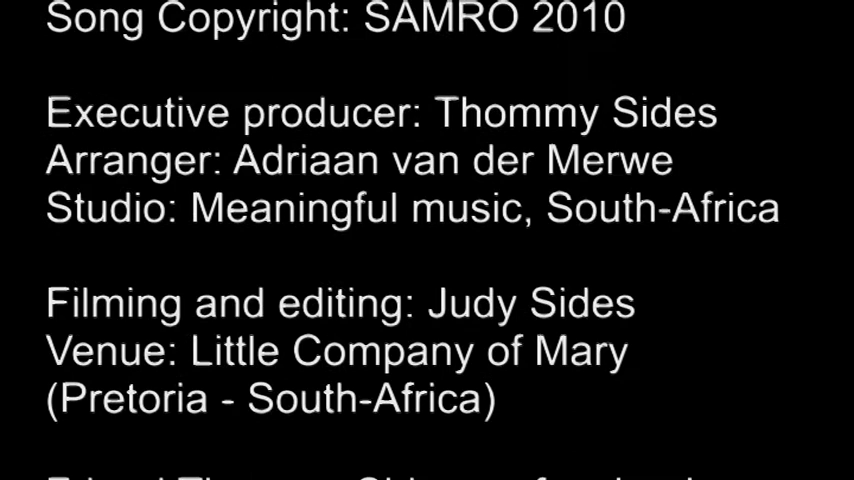 Song Copyright: SAMRO 2010
Executive producer: Thommy Sides
Arranger: Adriaan van der Merwe
Studio: Meaningful music, South-Africa
Filming and editing: Judy Sides
Venue: Little Company of Mary
(Pretoria - South-Africa)